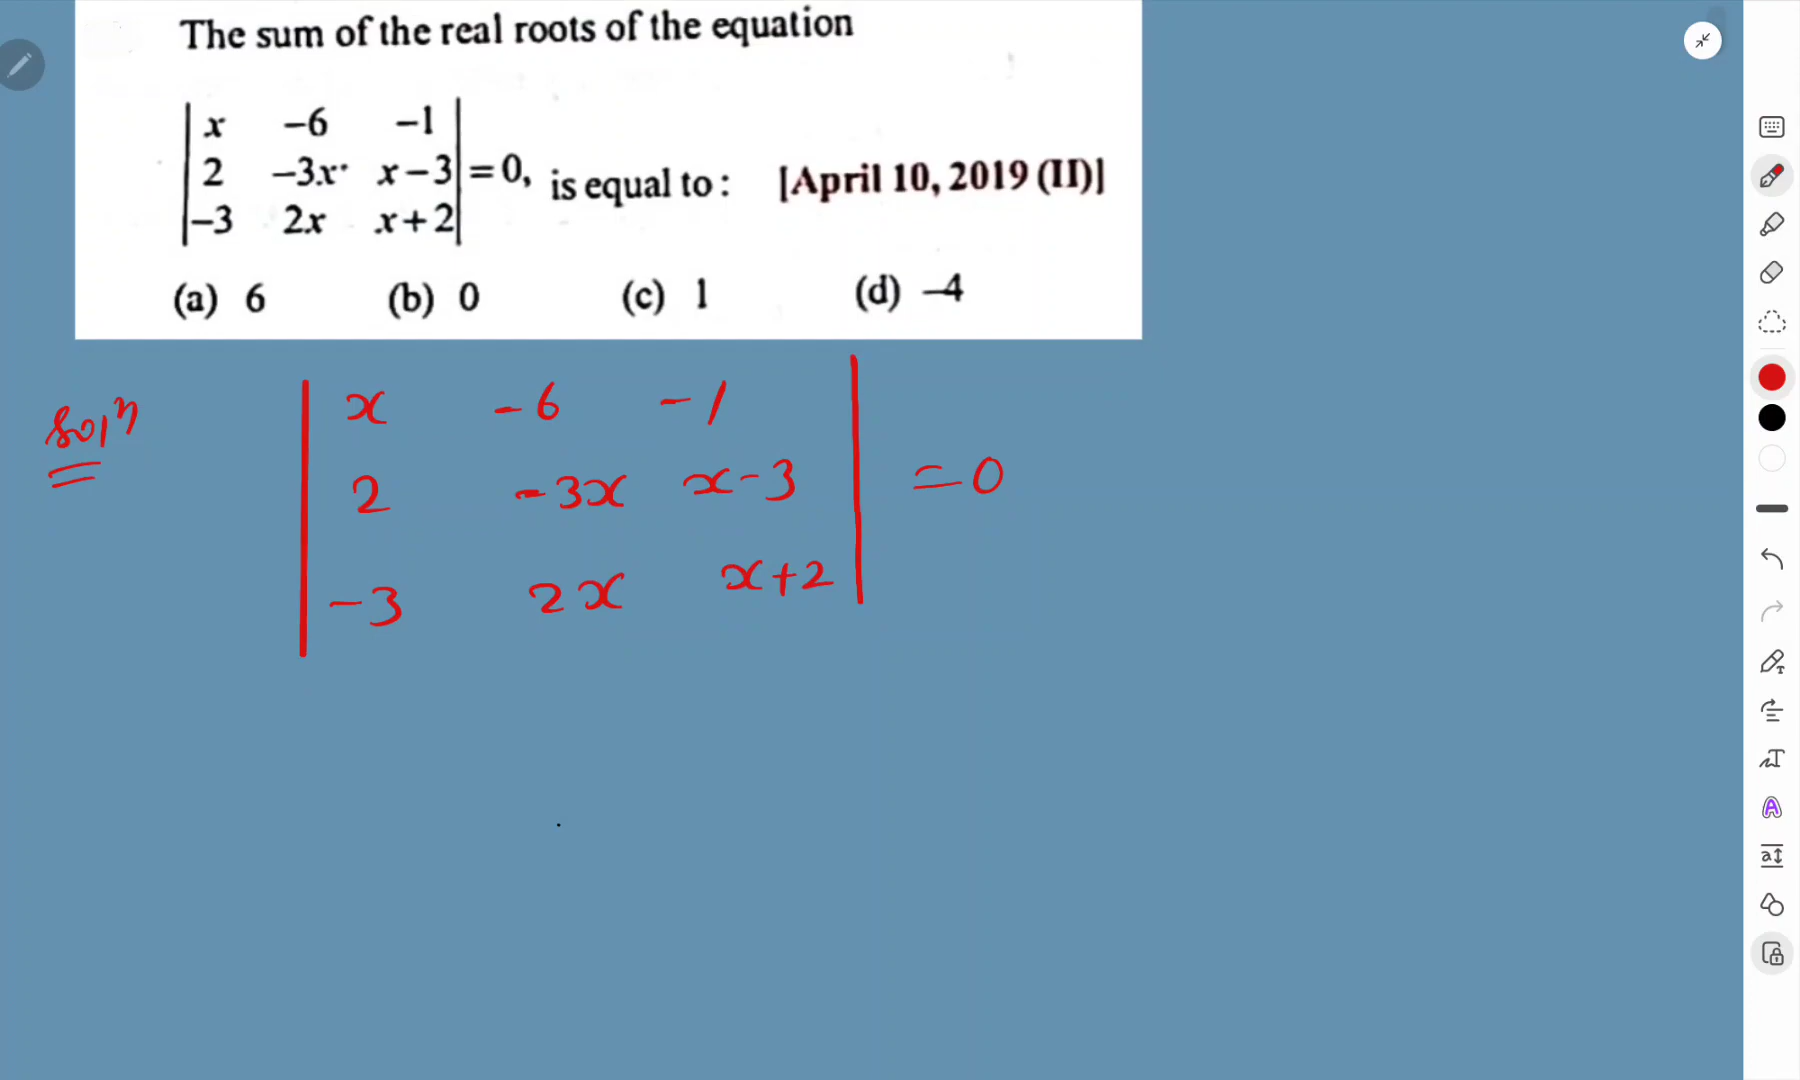 The sum of the real roots of the equation
| x −6 −1 |
| 2 −3x x−3 | = 0, is equal to : [April 10, 2019 (II)]
| −3 2x x+2 |
(a) 6 (b) 0 (c) 1 (d) −4
Solⁿ
| x -6 -1 |
| 2 -3x x-3 | = 0
| -3 2x x+2 |